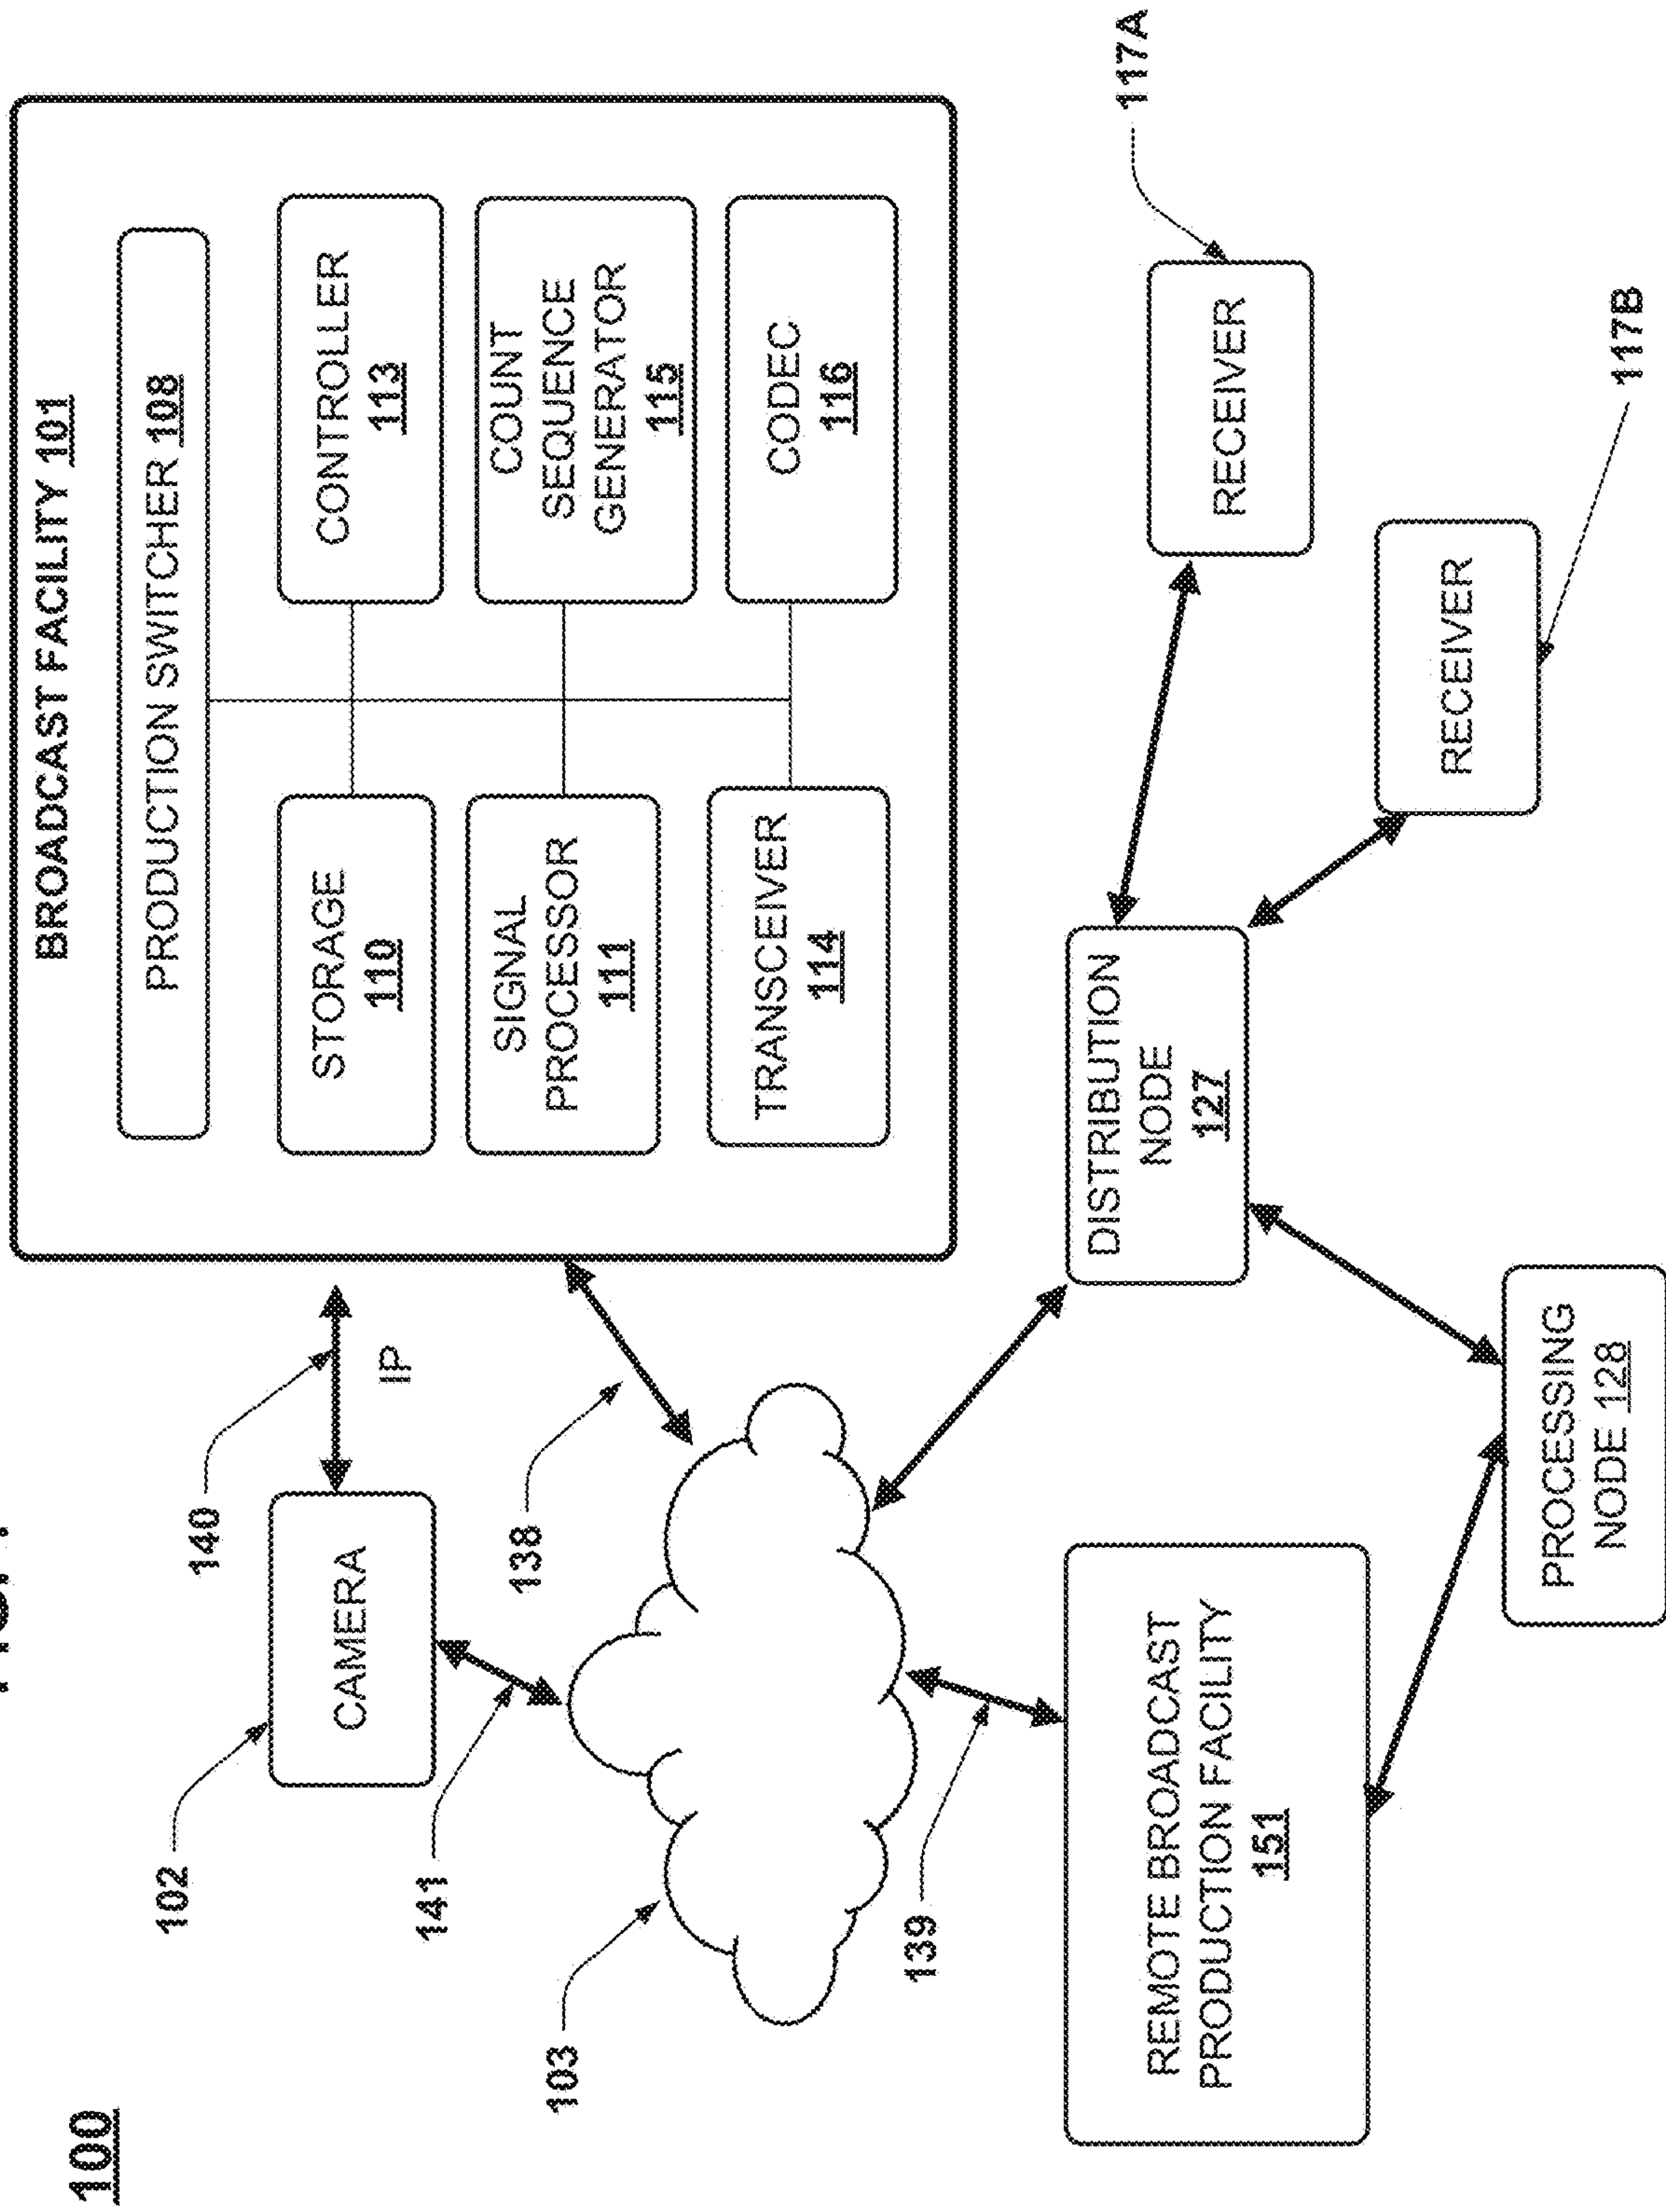 100
BROADCAST FACILITY 101
PRODUCTION SWITCHER 108
STORAGE
110
CONTROLLER
113
SIGNAL
PROCESSOR
111
COUNT
SEQUENCE
GENERATOR
115
TRANSCEIVER
114
CODEC
116
102
CAMERA
140
IP
141
138
103
139
REMOTE BROADCAST
PRODUCTION FACILITY
151
DISTRIBUTION
NODE
127
PROCESSING
NODE 128
RECEIVER
117A
RECEIVER
117B